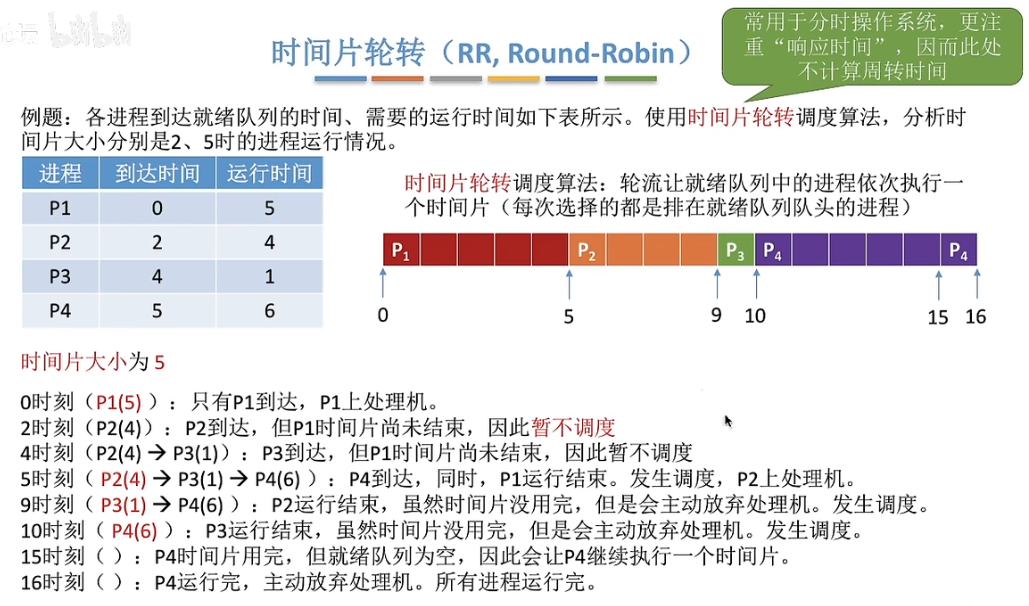 bilibili
时间片轮转（RR, Round-Robin）
常用于分时操作系统，更注
重“响应时间”，因而此处
不计算周转时间
例题：各进程到达就绪队列的时间、需要的运行时间如下表所示。使用时间片轮转调度算法，分析时
间片大小分别是2、5时的进程运行情况。
进程 到达时间 运行时间
P1 0 5
P2 2 4
P3 4 1
P4 5 6
时间片轮转调度算法：轮流让就绪队列中的进程依次执行一
个时间片（每次选择的都是排在就绪队列队头的进程）
P₁ P₂ P₃ P₄ P₄
0 5 9 10 15 16
时间片大小为 5
0时刻（P1(5) ）：只有P1到达，P1上处理机。
2时刻（P2(4)）：P2到达，但P1时间片尚未结束，因此暂不调度
4时刻（P2(4) → P3(1)）：P3到达，但P1时间片尚未结束，因此暂不调度
5时刻（ P2(4) → P3(1) → P4(6) ）：P4到达，同时，P1运行结束。发生调度，P2上处理机。
9时刻（ P3(1) → P4(6) ）：P2运行结束，虽然时间片没用完，但是会主动放弃处理机。发生调度。
10时刻（ P4(6) ）：P3运行结束，虽然时间片没用完，但是会主动放弃处理机。发生调度。
15时刻（ ）：P4时间片用完，但就绪队列为空，因此会让P4继续执行一个时间片。
16时刻（ ）：P4运行完，主动放弃处理机。所有进程运行完。